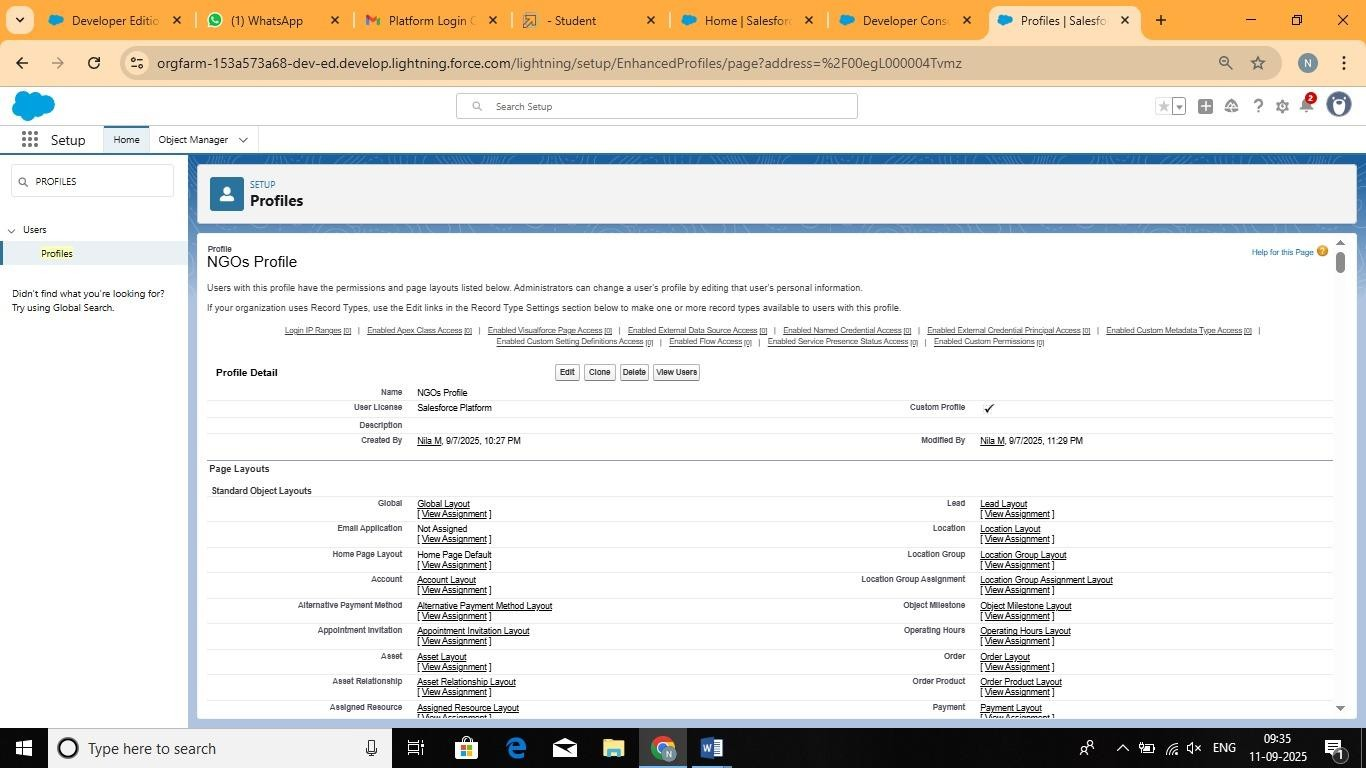 Developer Editio
(1) WhatsApp
Platform Login C
- Student
Home | Salesforc
Developer Conso
Profiles | Salesfo
orgfarm-153a573a68-dev-ed.develop.lightning.force.com/lightning/setup/EnhancedProfiles/page?address=%2F00egL000004Tvmz
N
Search Setup
2
Setup
Home
Object Manager
PROFILES
Users
Profiles
Didn't find what you're looking for?
Try using Global Search.
SETUP
Profiles
Profile
NGOs Profile
Help for this Page ?
Users with this profile have the permissions and page layouts listed below. Administrators can change a user's profile by editing that user's personal information.
If your organization uses Record Types, use the Edit links in the Record Type Settings section below to make one or more record types available to users with this profile.
Login IP Ranges [0] | Enabled Apex Class Access [0] | Enabled Visualforce Page Access [0] | Enabled External Data Source Access [0] | Enabled Named Credential Access [0] | Enabled External Credential Principal Access [0] | Enabled Custom Metadata Type Access [0] |
Enabled Custom Setting Definitions Access [0] | Enabled Flow Access [0] | Enabled Service Presence Status Access [0] | Enabled Custom Permissions [0]
Profile Detail Edit Clone Delete View Users
Name NGOs Profile
User License Salesforce Platform Custom Profile ✓
Description
Created By Nila M, 9/7/2025, 10:27 PM Modified By Nila M, 9/7/2025, 11:29 PM
Page Layouts
Standard Object Layouts
Global Global Layout Lead Lead Layout
[ View Assignment ] [ View Assignment ]
Email Application Not Assigned Location Location Layout
[ View Assignment ] [ View Assignment ]
Home Page Layout Home Page Default Location Group Location Group Layout
[ View Assignment ] [ View Assignment ]
Account Account Layout Location Group Assignment Location Group Assignment Layout
[ View Assignment ] [ View Assignment ]
Alternative Payment Method Alternative Payment Method Layout Object Milestone Object Milestone Layout
[ View Assignment ] [ View Assignment ]
Appointment Invitation Appointment Invitation Layout Operating Hours Operating Hours Layout
[ View Assignment ] [ View Assignment ]
Asset Asset Layout Order Order Layout
[ View Assignment ] [ View Assignment ]
Asset Relationship Asset Relationship Layout Order Product Order Product Layout
[ View Assignment ] [ View Assignment ]
Assigned Resource Assigned Resource Layout Payment Payment Layout
[ View Assignment ] [ View Assignment ]
Type here to search
ENG
09:35
11-09-2025
1